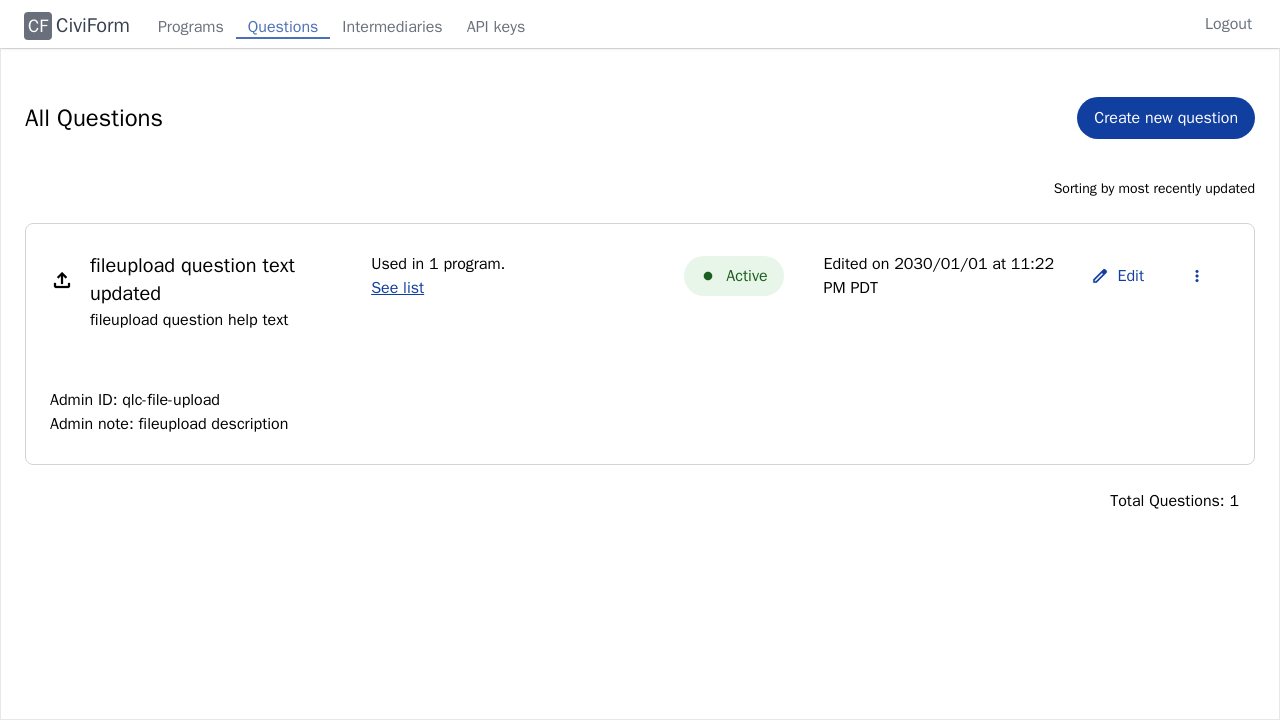 CF CiviForm Programs Questions Intermediaries API keys Logout
All Questions
Create new question
Sorting by most recently updated
fileupload question text
updated
fileupload question help text
Used in 1 program.
See list
Active
Edited on 2030/01/01 at 11:22
PM PDT
Edit
Admin ID: qlc-file-upload
Admin note: fileupload description
Total Questions: 1